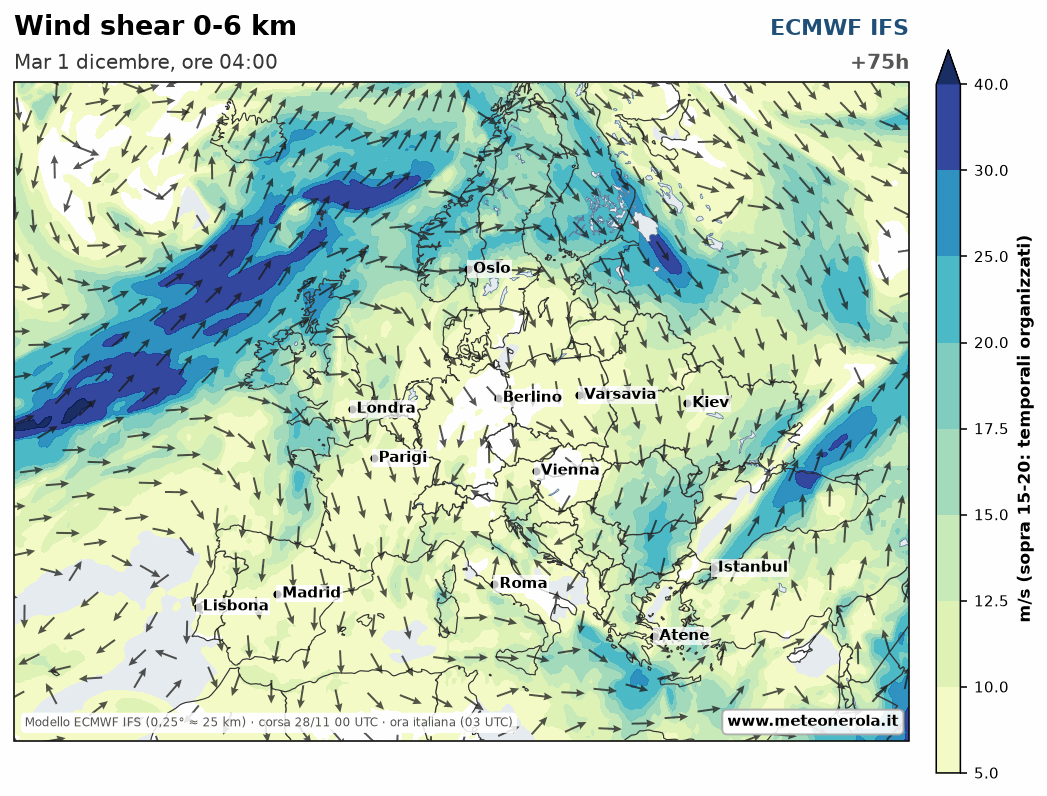 Wind shear 0-6 km
ECMWF IFS
Mar 1 dicembre, ore 04:00
+75h
40.0
30.0
25.0
20.0
17.5
15.0
12.5
10.0
5.0
m/s (sopra 15-20: temporali organizzati)
Oslo
Londra
Berlino
Varsavia
Kiev
Parigi
Vienna
Istanbul
Roma
Madrid
Lisbona
Atene
Modello ECMWF IFS (0,25° ≈ 25 km) · corsa 28/11 00 UTC · ora italiana (03 UTC)
www.meteonerola.it